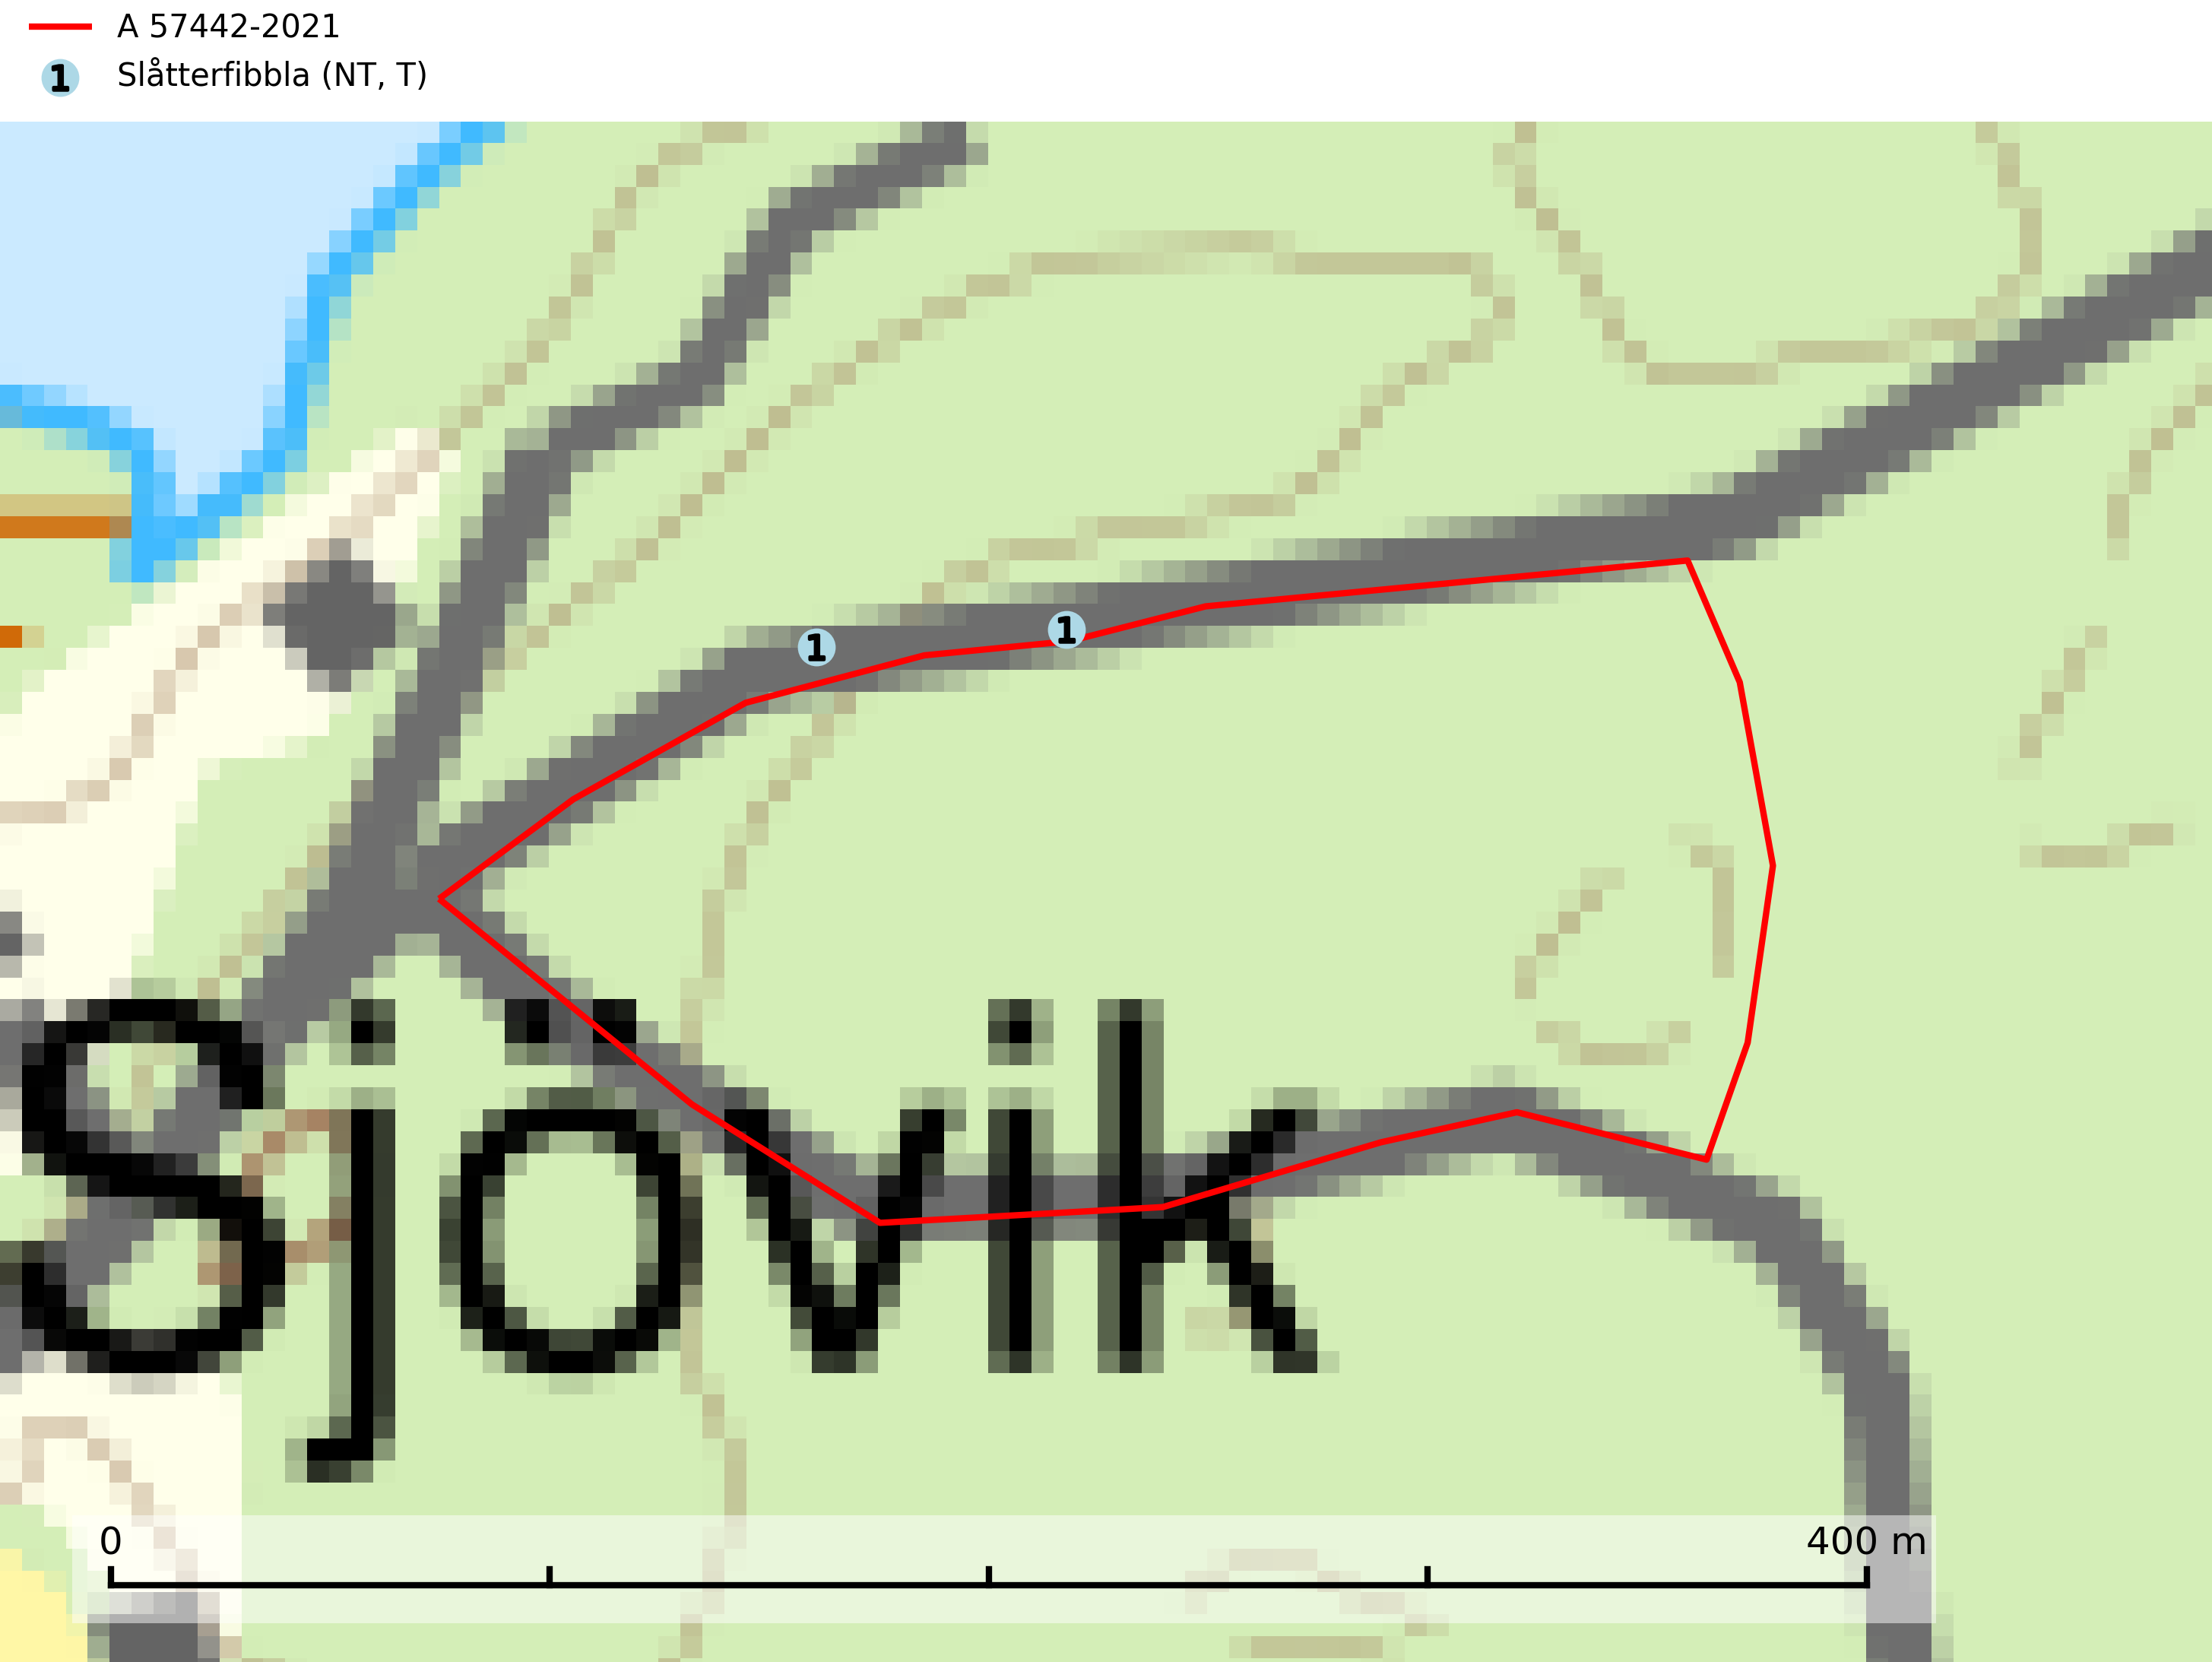 A 57442-2021
1 Slåtterfibbla (NT, T)
1
1
Sjövik
0 400 m